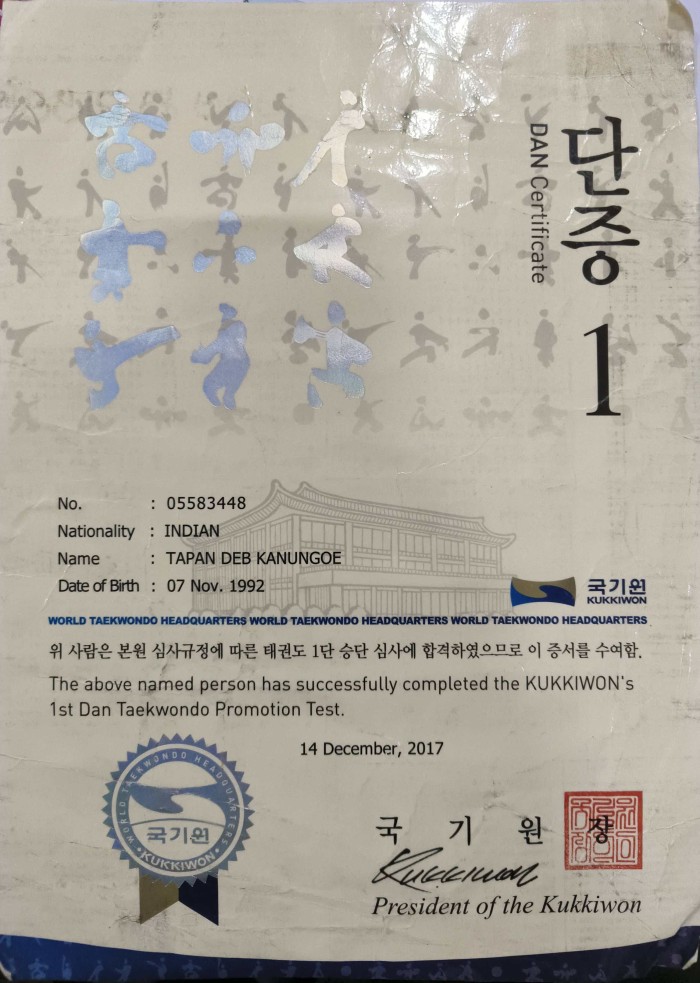 단증 1
DAN Certificate
No. : 05583448
Nationality : INDIAN
Name : TAPAN DEB KANUNGOE
Date of Birth : 07 Nov. 1992
국기원
KUKKIWON
WORLD TAEKWONDO HEADQUARTERS WORLD TAEKWONDO HEADQUARTERS WORLD TAEKWONDO HEADQUARTERS
위 사람은 본원 심사규정에 따른 태권도 1단 승단 심사에 합격하였으므로 이 증서를 수여함.
The above named person has successfully completed the KUKKIWON's
1st Dan Taekwondo Promotion Test.
14 December, 2017
WORLD TAEKWONDO HEADQUARTERS
국기원
KUKKIWON
국 기 원 장
Kukkiwon
President of the Kukkiwon